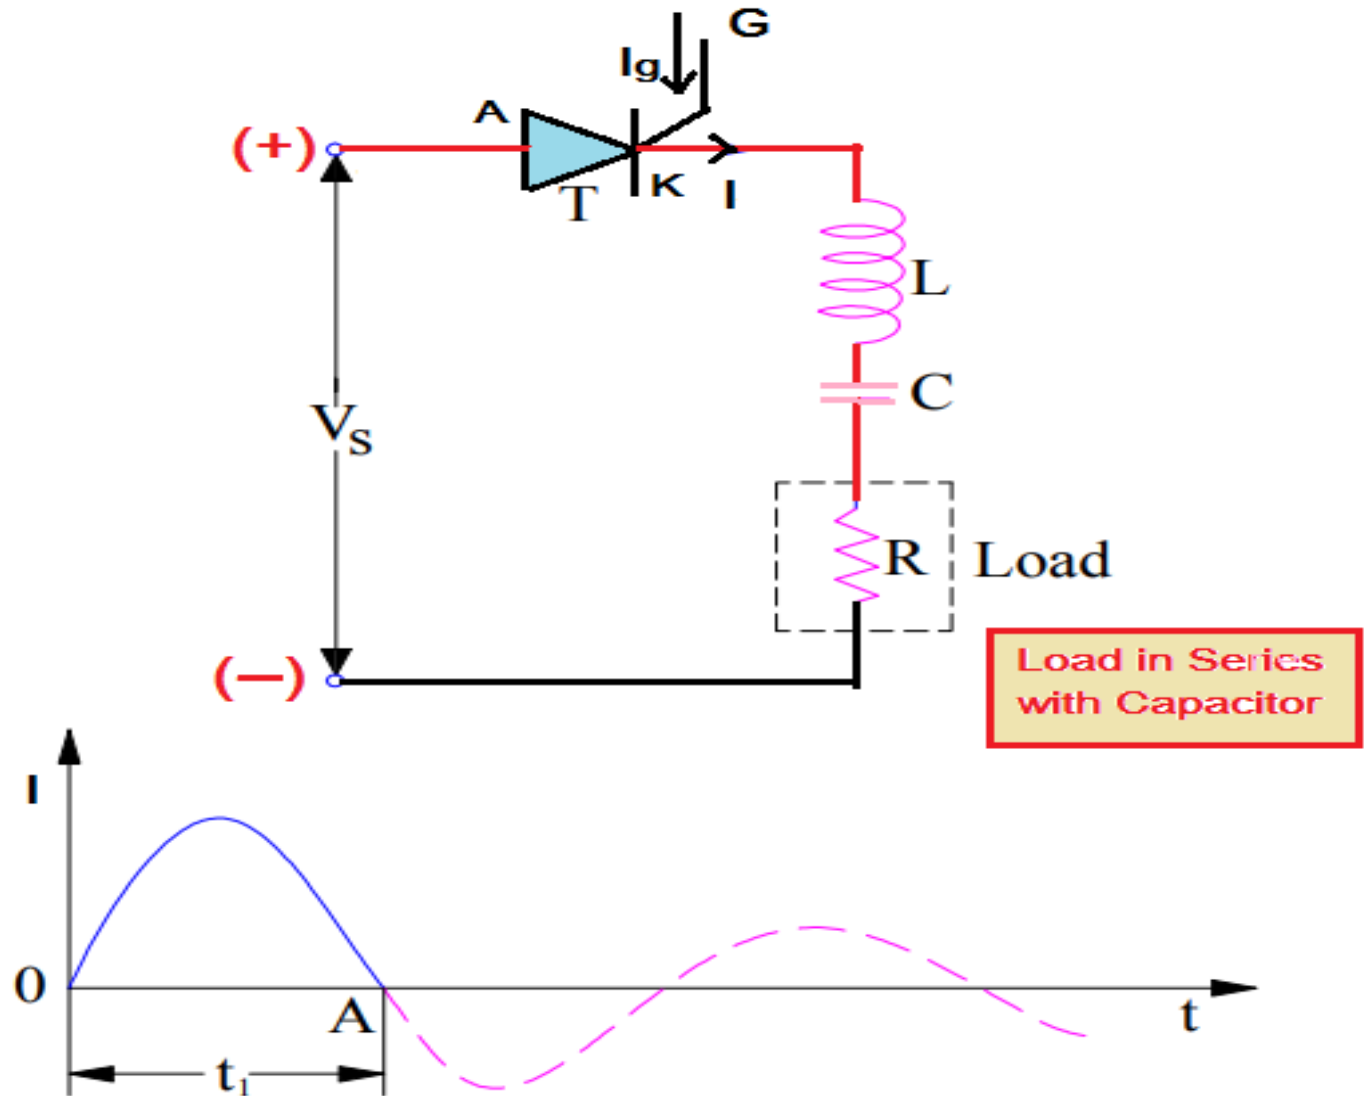 G
Ig
A
(+)
T
K
I
L
C
Vs
R
Load
(−)
Load in Series
with Capacitor
I
0
A
t
t1